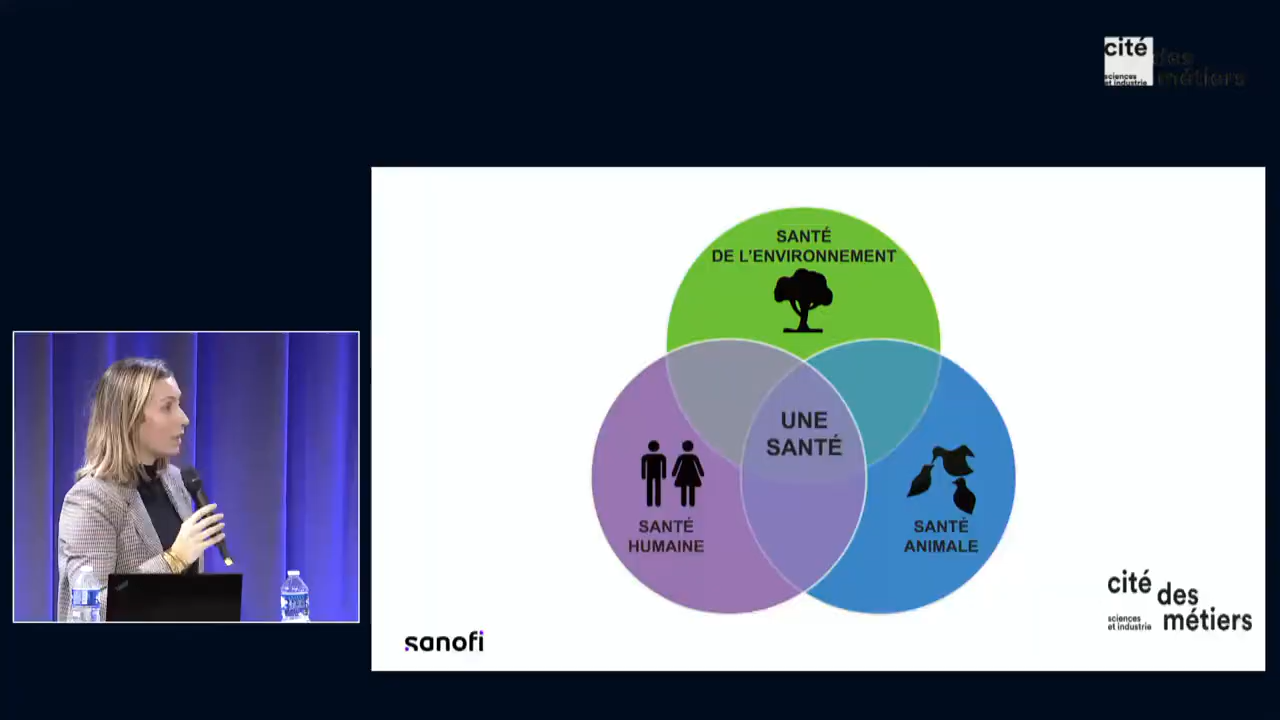 cité
des
sciences
et industrie
métiers
SANTÉ
DE L'ENVIRONNEMENT
UNE
SANTÉ
SANTÉ
HUMAINE
SANTÉ
ANIMALE
cité
des
sciences
et industrie
métiers
sanofi